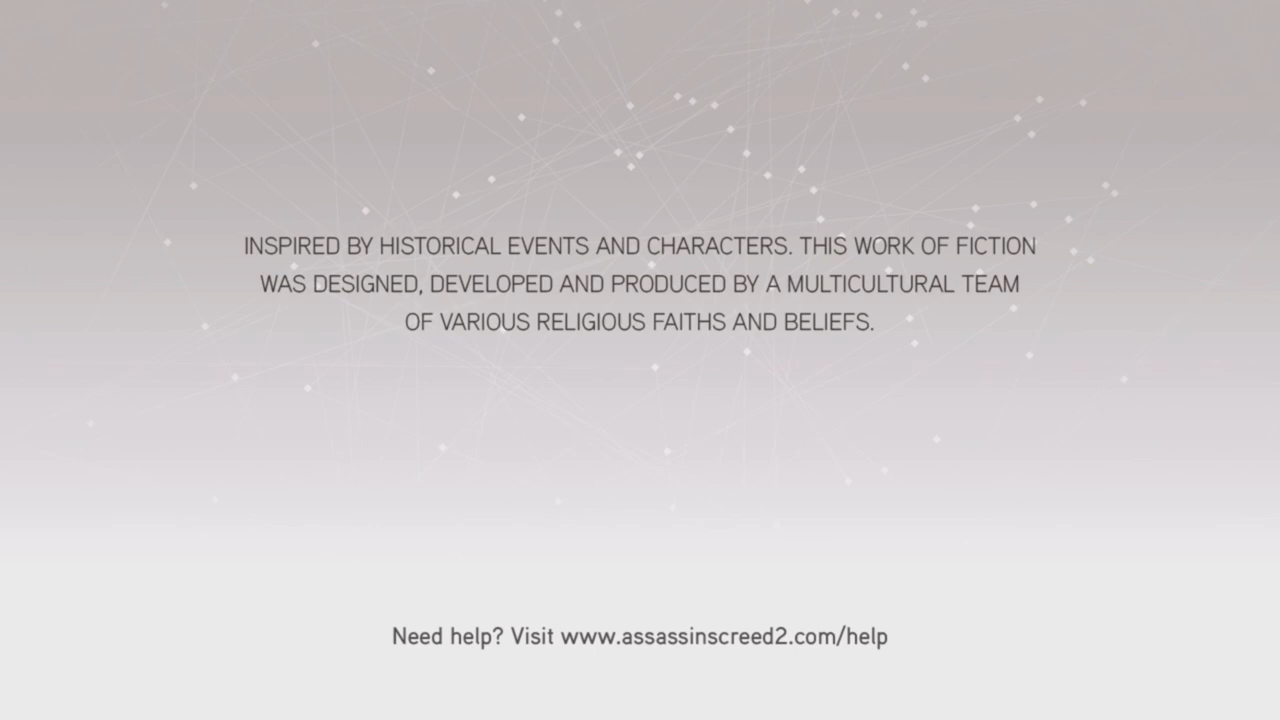 INSPIRED BY HISTORICAL EVENTS AND CHARACTERS. THIS WORK OF FICTION
WAS DESIGNED, DEVELOPED AND PRODUCED BY A MULTICULTURAL TEAM
OF VARIOUS RELIGIOUS FAITHS AND BELIEFS.
Need help? Visit www.assassinscreed2.com/help